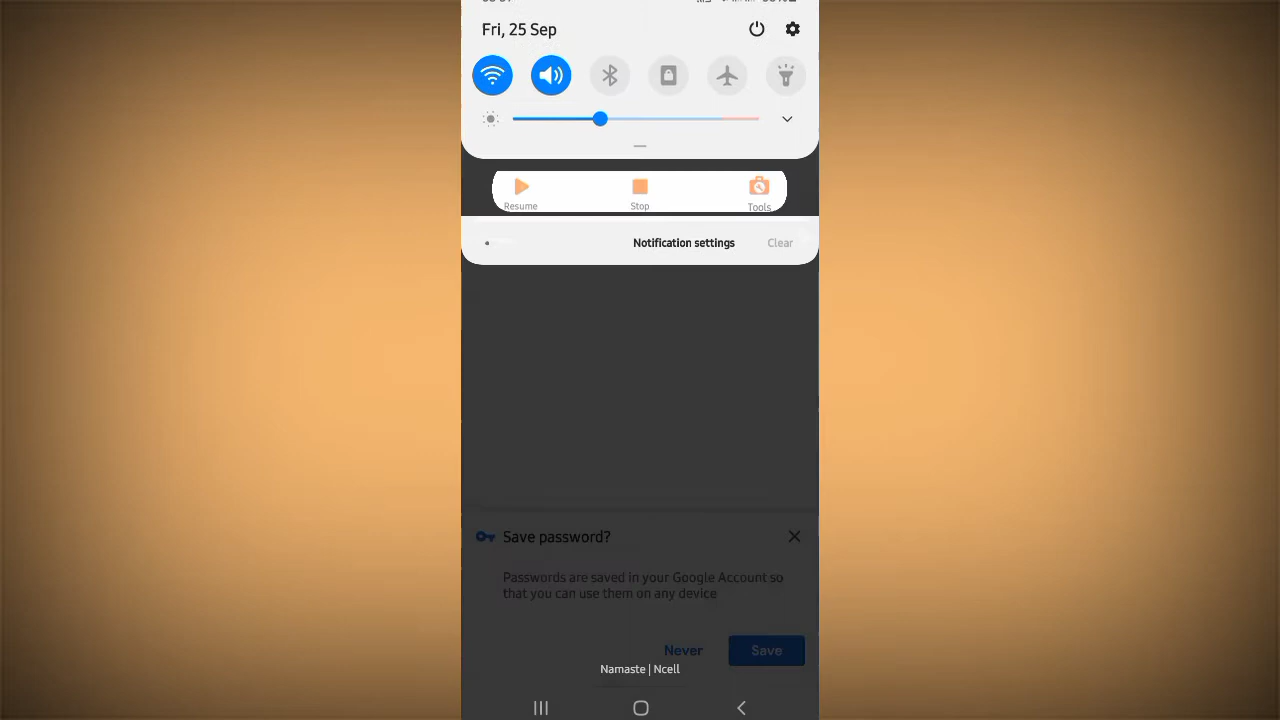 Fri, 25 Sep
Resume Stop Tools
Notification settings Clear
Save password?
Passwords are saved in your Google Account so
that you can use them on any device
Never Save
Namaste | Ncell